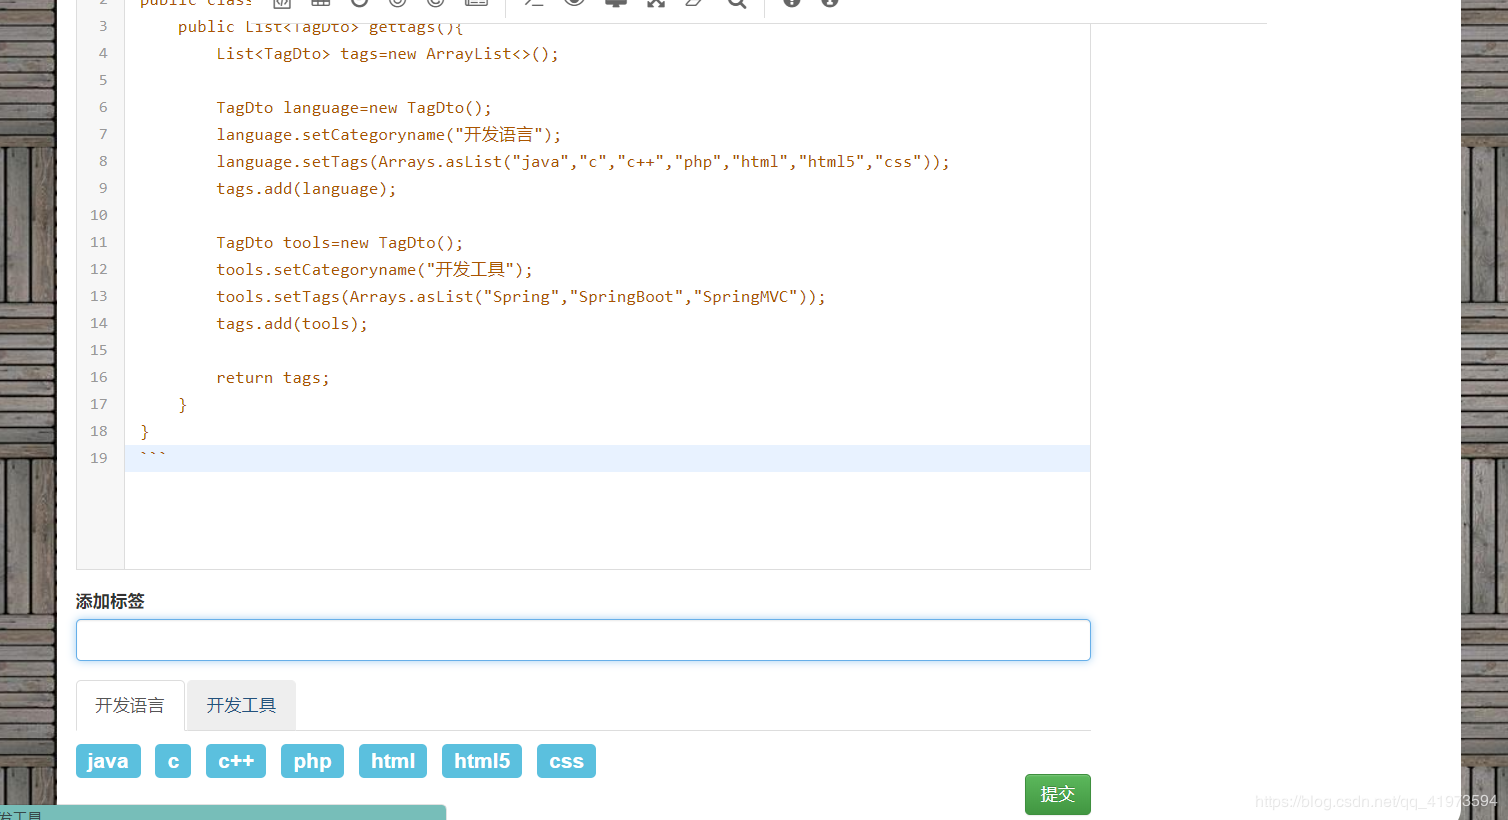 2 public class
3 public List<TagDto> gettags(){
4 List<TagDto> tags=new ArrayList<>();
5
6 TagDto language=new TagDto();
7 language.setCategoryname("开发语言");
8 language.setTags(Arrays.asList("java","c","c++","php","html","html5","css"));
9 tags.add(language);
10
11 TagDto tools=new TagDto();
12 tools.setCategoryname("开发工具");
13 tools.setTags(Arrays.asList("Spring","SpringBoot","SpringMVC"));
14 tags.add(tools);
15
16 return tags;
17 }
18 }
19 ```
添加标签
开发语言 开发工具
java c c++ php html html5 css
提交
https://blog.csdn.net/qq_41973594
发工具